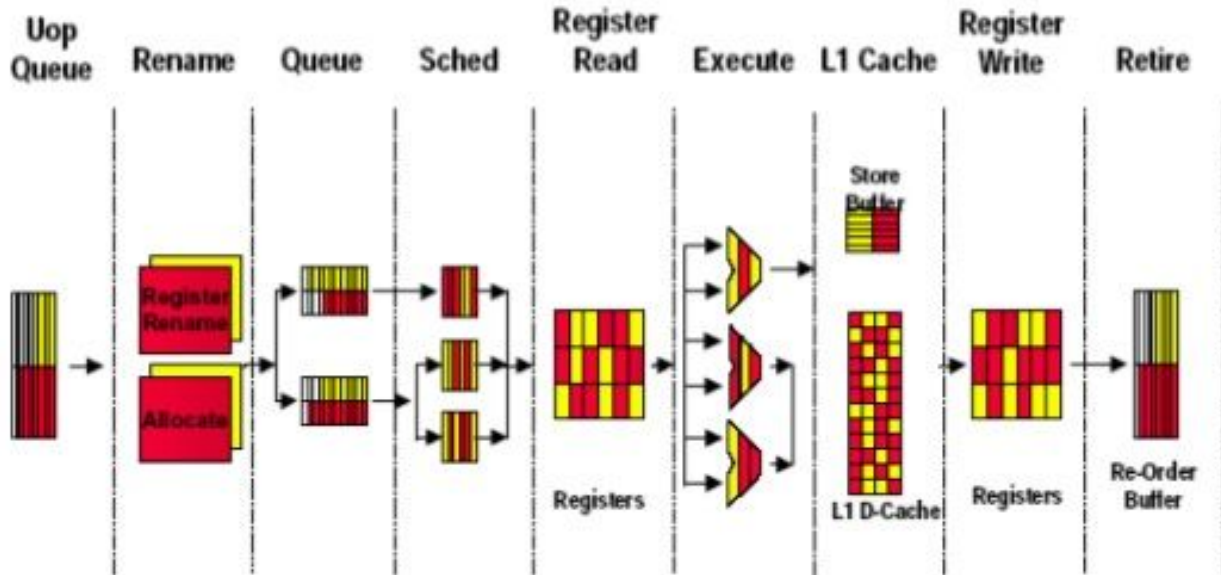 Uop
Queue
Rename
Queue
Sched
Register
Read
Execute
L1 Cache
Register
Write
Retire
Register
Rename
Allocate
Registers
Store
Buffer
L1 D-Cache
Registers
Re-Order
Buffer